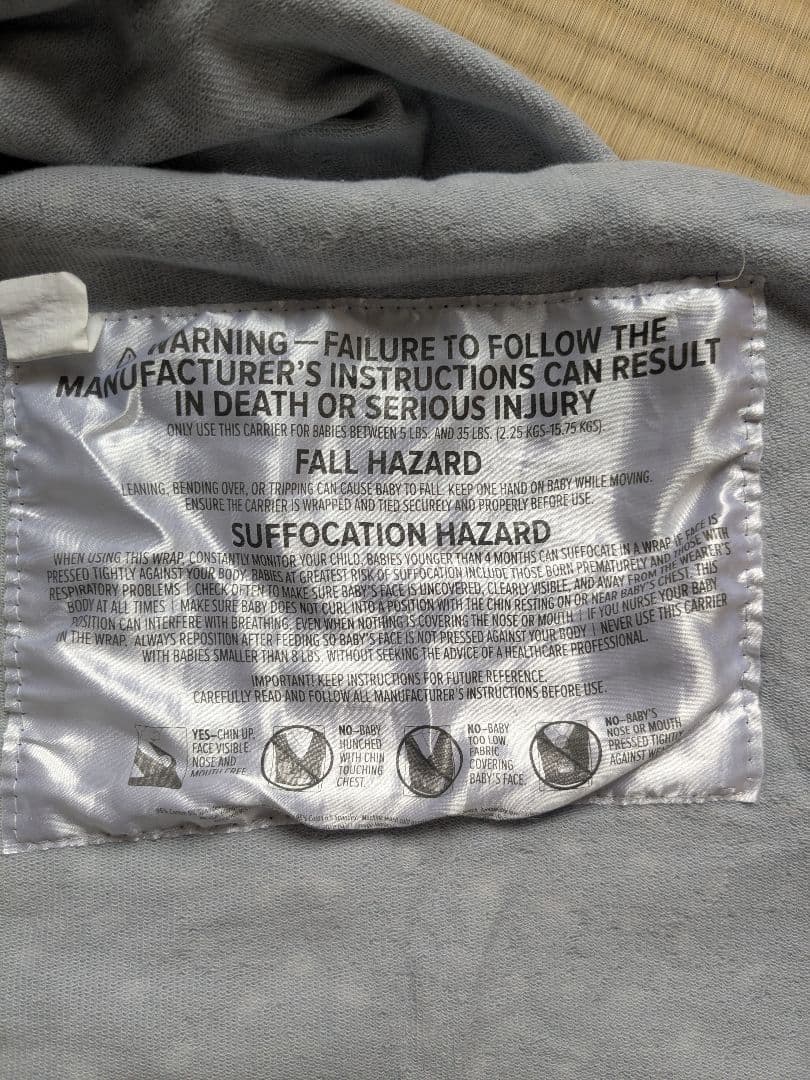 WARNING – FAILURE TO FOLLOW THE
MANUFACTURER'S INSTRUCTIONS CAN RESULT
IN DEATH OR SERIOUS INJURY
ONLY USE THIS CARRIER FOR BABIES BETWEEN 5 LBS. AND 35 LBS. (2.25 KGS-15.75 KGS).
FALL HAZARD
LEANING, BENDING OVER, OR TRIPPING CAN CAUSE BABY TO FALL. KEEP ONE HAND ON BABY WHILE MOVING.
ENSURE THE CARRIER IS WRAPPED AND TIED SECURELY AND PROPERLY BEFORE USE.
SUFFOCATION HAZARD
WHEN USING THIS WRAP, CONSTANTLY MONITOR YOUR CHILD. BABIES YOUNGER THAN 4 MONTHS CAN SUFFOCATE IN A WRAP IF FACE IS
PRESSED TIGHTLY AGAINST YOUR BODY. BABIES AT GREATEST RISK OF SUFFOCATION INCLUDE THOSE BORN PREMATURELY AND THOSE WITH
RESPIRATORY PROBLEMS | CHECK OFTEN TO MAKE SURE BABY'S FACE IS UNCOVERED, CLEARLY VISIBLE, AND AWAY FROM THE WEARER'S
BODY AT ALL TIMES | MAKE SURE BABY DOES NOT CURL INTO A POSITION WITH THE CHIN RESTING ON OR NEAR BABY'S CHEST. THIS
POSITION CAN INTERFERE WITH BREATHING, EVEN WHEN NOTHING IS COVERING THE NOSE OR MOUTH | IF YOU NURSE YOUR BABY
IN THE WRAP, ALWAYS REPOSITION AFTER FEEDING SO BABY'S FACE IS NOT PRESSED AGAINST YOUR BODY | NEVER USE THIS CARRIER
WITH BABIES SMALLER THAN 8 LBS. WITHOUT SEEKING THE ADVICE OF A HEALTHCARE PROFESSIONAL.
IMPORTANT! KEEP INSTRUCTIONS FOR FUTURE REFERENCE.
CAREFULLY READ AND FOLLOW ALL MANUFACTURER'S INSTRUCTIONS BEFORE USE.
YES–CHIN UP,
FACE VISIBLE,
NOSE AND
MOUTH FREE.
NO–BABY
HUNCHED
WITH CHIN
TOUCHING
CHEST.
NO–BABY
TOO LOW,
FABRIC
COVERING
BABY'S FACE.
NO–BABY'S
NOSE OR MOUTH
PRESSED TIGHTLY
AGAINST